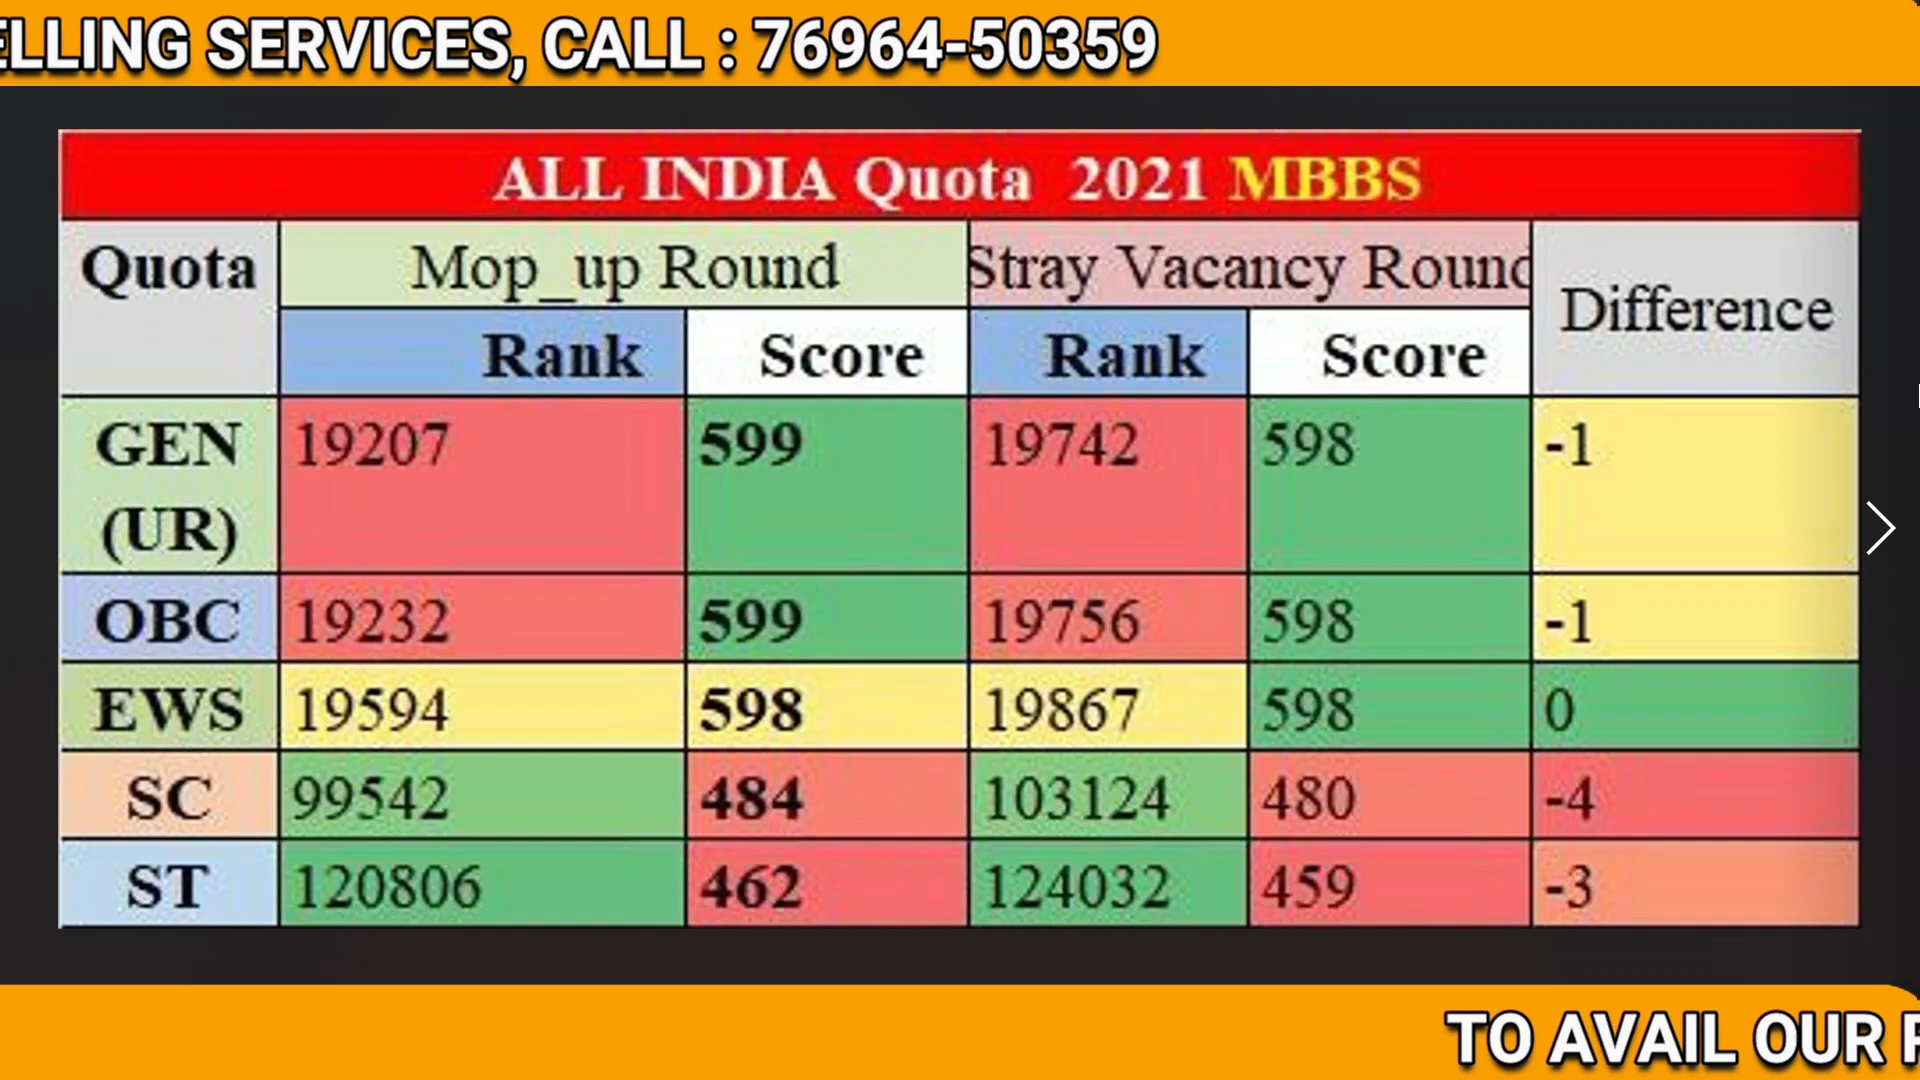 ELLING SERVICES, CALL : 76964-50359
ALL INDIA Quota 2021 MBBS
Quota Mop_up Round Stray Vacancy Round Difference
Rank Score Rank Score
GEN (UR) 19207 599 19742 598 -1
OBC 19232 599 19756 598 -1
EWS 19594 598 19867 598 0
SC 99542 484 103124 480 -4
ST 120806 462 124032 459 -3
TO AVAIL OUR